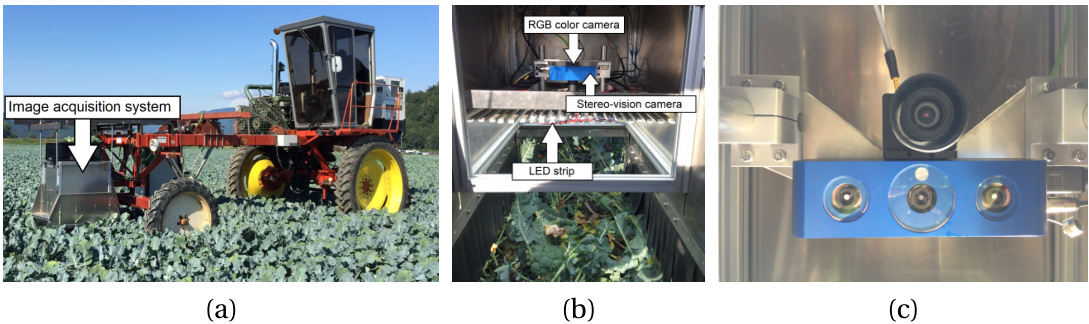 Image acquisition system
RGB color camera
Stereo-vision camera
LED strip
(a)
(b)
(c)